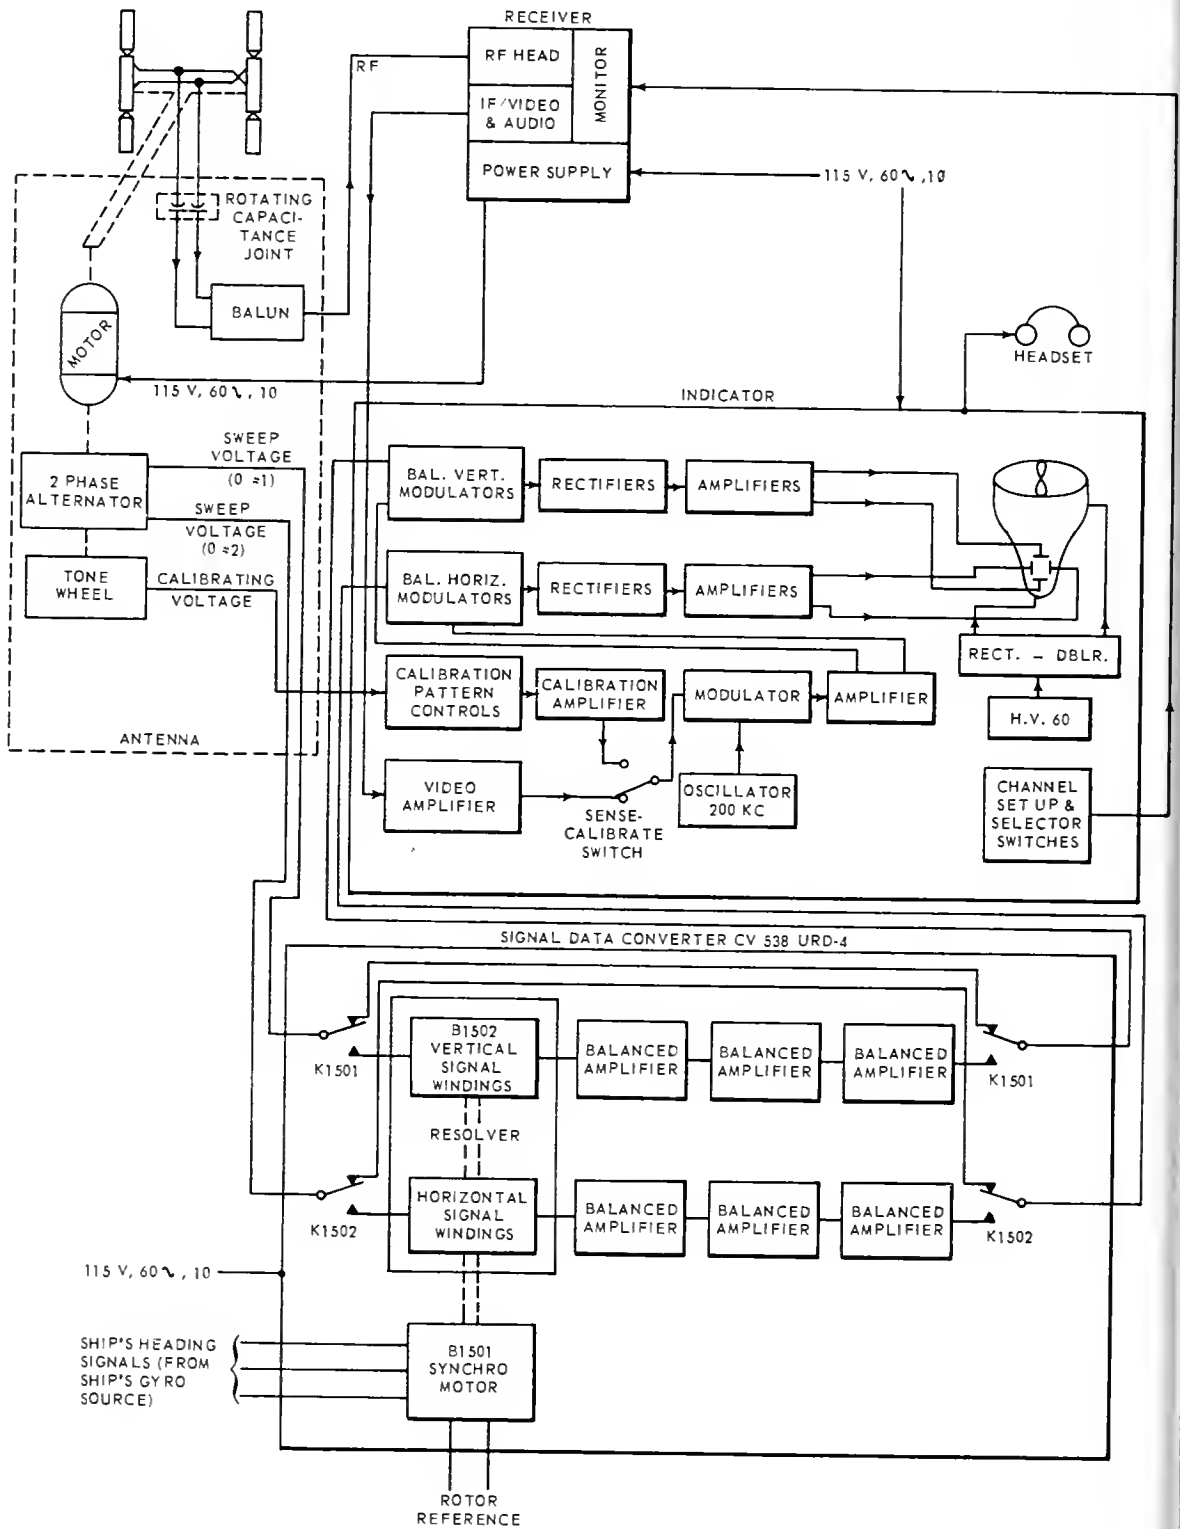 RECEIVER
RF HEAD
MONITOR
IF/VIDEO
& AUDIO
POWER SUPPLY
RF
115 V, 60∿, 10
ROTATING
CAPACI-
TANCE
JOINT
BALUN
MOTOR
115 V, 60∿, 10
HEADSET
INDICATOR
SWEEP
VOLTAGE
(0 ≈1)
2 PHASE
ALTERNATOR
SWEEP
VOLTAGE
(0 ≈2)
TONE
WHEEL
CALIBRATING
VOLTAGE
ANTENNA
BAL. VERT.
MODULATORS
RECTIFIERS
AMPLIFIERS
BAL. HORIZ.
MODULATORS
RECTIFIERS
AMPLIFIERS
RECT. - DBLR.
CALIBRATION
PATTERN
CONTROLS
CALIBRATION
AMPLIFIER
MODULATOR
AMPLIFIER
H.V. 60
VIDEO
AMPLIFIER
SENSE-
CALIBRATE
SWITCH
OSCILLATOR
200 KC
CHANNEL
SET UP &
SELECTOR
SWITCHES
SIGNAL DATA CONVERTER CV 538 URD-4
K1501
B1502
VERTICAL
SIGNAL
WINDINGS
BALANCED
AMPLIFIER
BALANCED
AMPLIFIER
BALANCED
AMPLIFIER
K1501
RESOLVER
K1502
HORIZONTAL
SIGNAL
WINDINGS
BALANCED
AMPLIFIER
BALANCED
AMPLIFIER
BALANCED
AMPLIFIER
K1502
115 V, 60∿, 10
SHIP'S HEADING
SIGNALS (FROM
SHIP'S GYRO
SOURCE)
B1501
SYNCHRO
MOTOR
ROTOR
REFERENCE